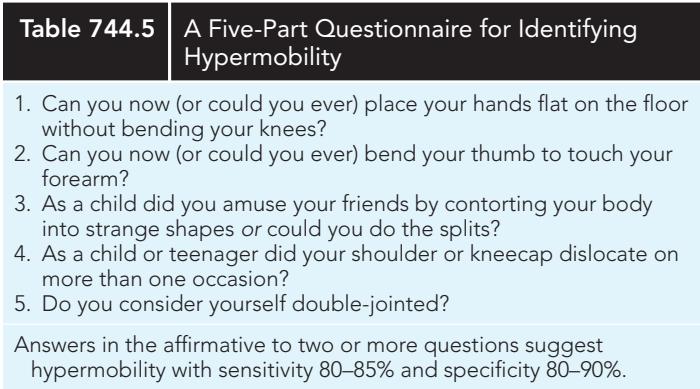 Table 744.5 A Five-Part Questionnaire for Identifying
Hypermobility
1. Can you now (or could you ever) place your hands flat on the floor
without bending your knees?
2. Can you now (or could you ever) bend your thumb to touch your
forearm?
3. As a child did you amuse your friends by contorting your body
into strange shapes or could you do the splits?
4. As a child or teenager did your shoulder or kneecap dislocate on
more than one occasion?
5. Do you consider yourself double-jointed?
Answers in the affirmative to two or more questions suggest
hypermobility with sensitivity 80–85% and specificity 80–90%.